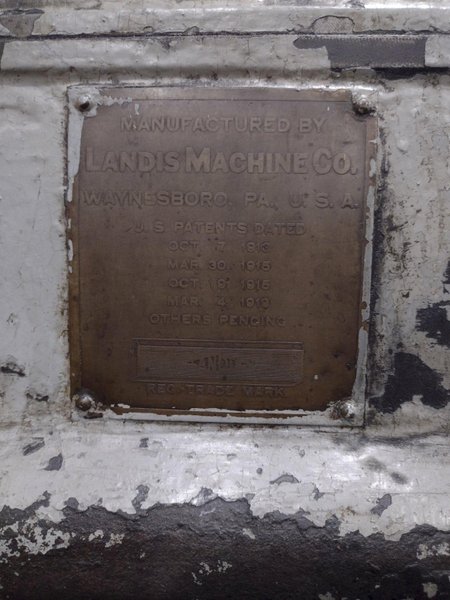 MANUFACTURED BY
LANDIS MACHINE CO.
WAYNESBORO, PA., U. S. A.
U. S. PATENTS DATED
OCT. 7, 1913
MAR. 30, 1915
OCT. 19, 1915
MAR. 4, 1919
OTHERS PENDING
LANDIS
REG. TRADE MARK